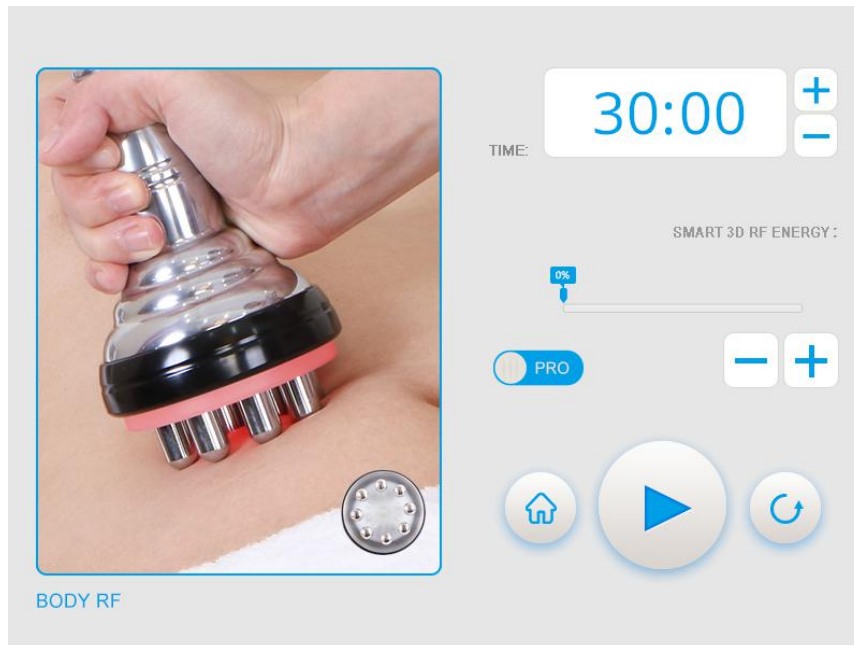 30:00
TIME:
SMART 3D RF ENERGY:
0%
PRO
BODY RF